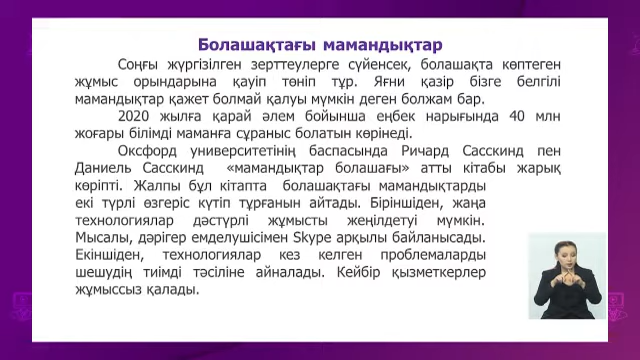 Болашақтағы мамандықтар
Соңғы жүргізілген зерттеулерге сүйенсек, болашақта көптеген
жұмыс орындарына қауіп төніп тұр. Яғни қазір бізге белгілі
мамандықтар қажет болмай қалуы мүмкін деген болжам бар.
2020 жылға қарай әлем бойынша еңбек нарығында 40 млн
жоғары білімді маманға сұраныс болатын көрінеді.
Оксфорд университетінің баспасында Ричард Сасскинд пен
Даниель Сасскинд «мамандықтар болашағы» атты кітабы жарық
көріпті. Жалпы бұл кітапта болашақтағы мамандықтарды
екі түрлі өзгеріс күтіп тұрғанын айтады. Біріншіден, жаңа
технологиялар дәстүрлі жұмысты жеңілдетуі мүмкін.
Мысалы, дәрігер емделушісімен Skype арқылы байланысады.
Екіншіден, технологиялар кез келген проблемаларды
шешудің тиімді тәсіліне айналады. Кейбір қызметкерлер
жұмыссыз қалады.